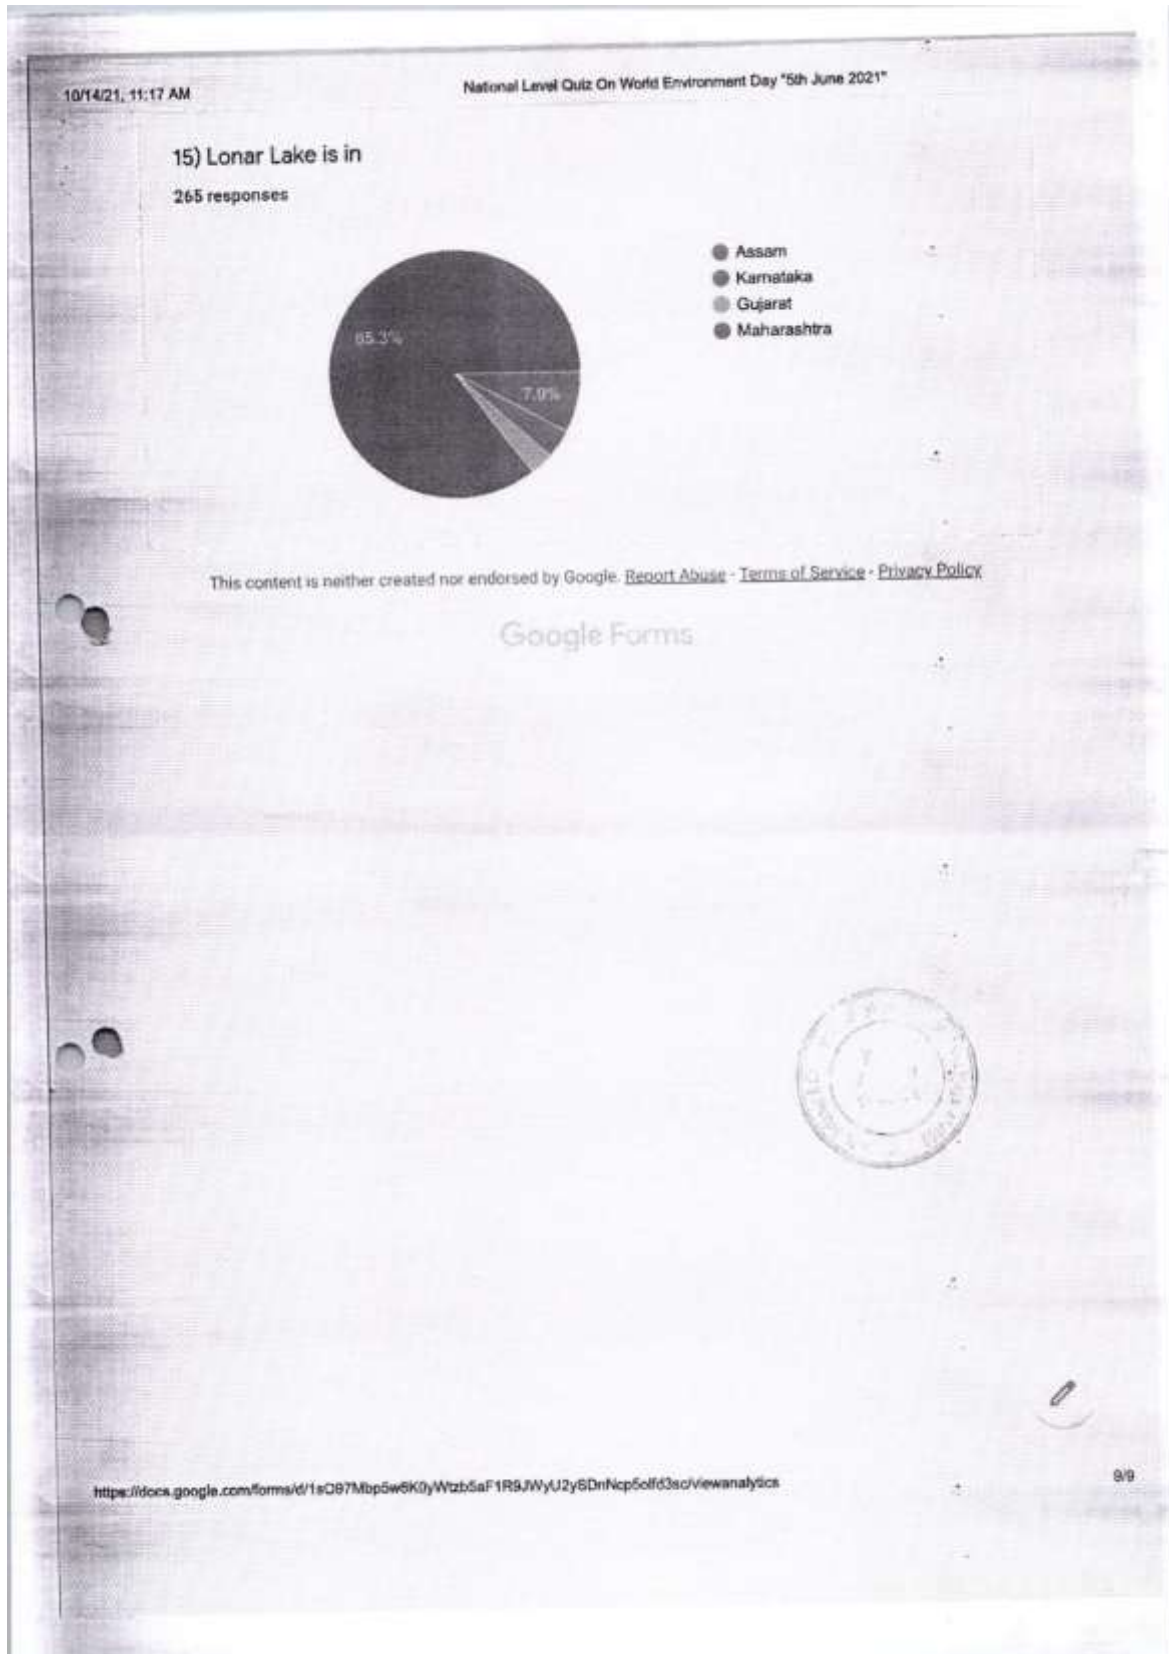 10/14/21, 11:17 AM
National Level Quiz On World Environment Day "5th June 2021"
15) Lonar Lake is in
265 responses
Assam
Karnataka
Gujarat
Maharashtra
85.3%
7.9%
This content is neither created nor endorsed by Google. Report Abuse - Terms of Service - Privacy Policy
Google Forms
9/9